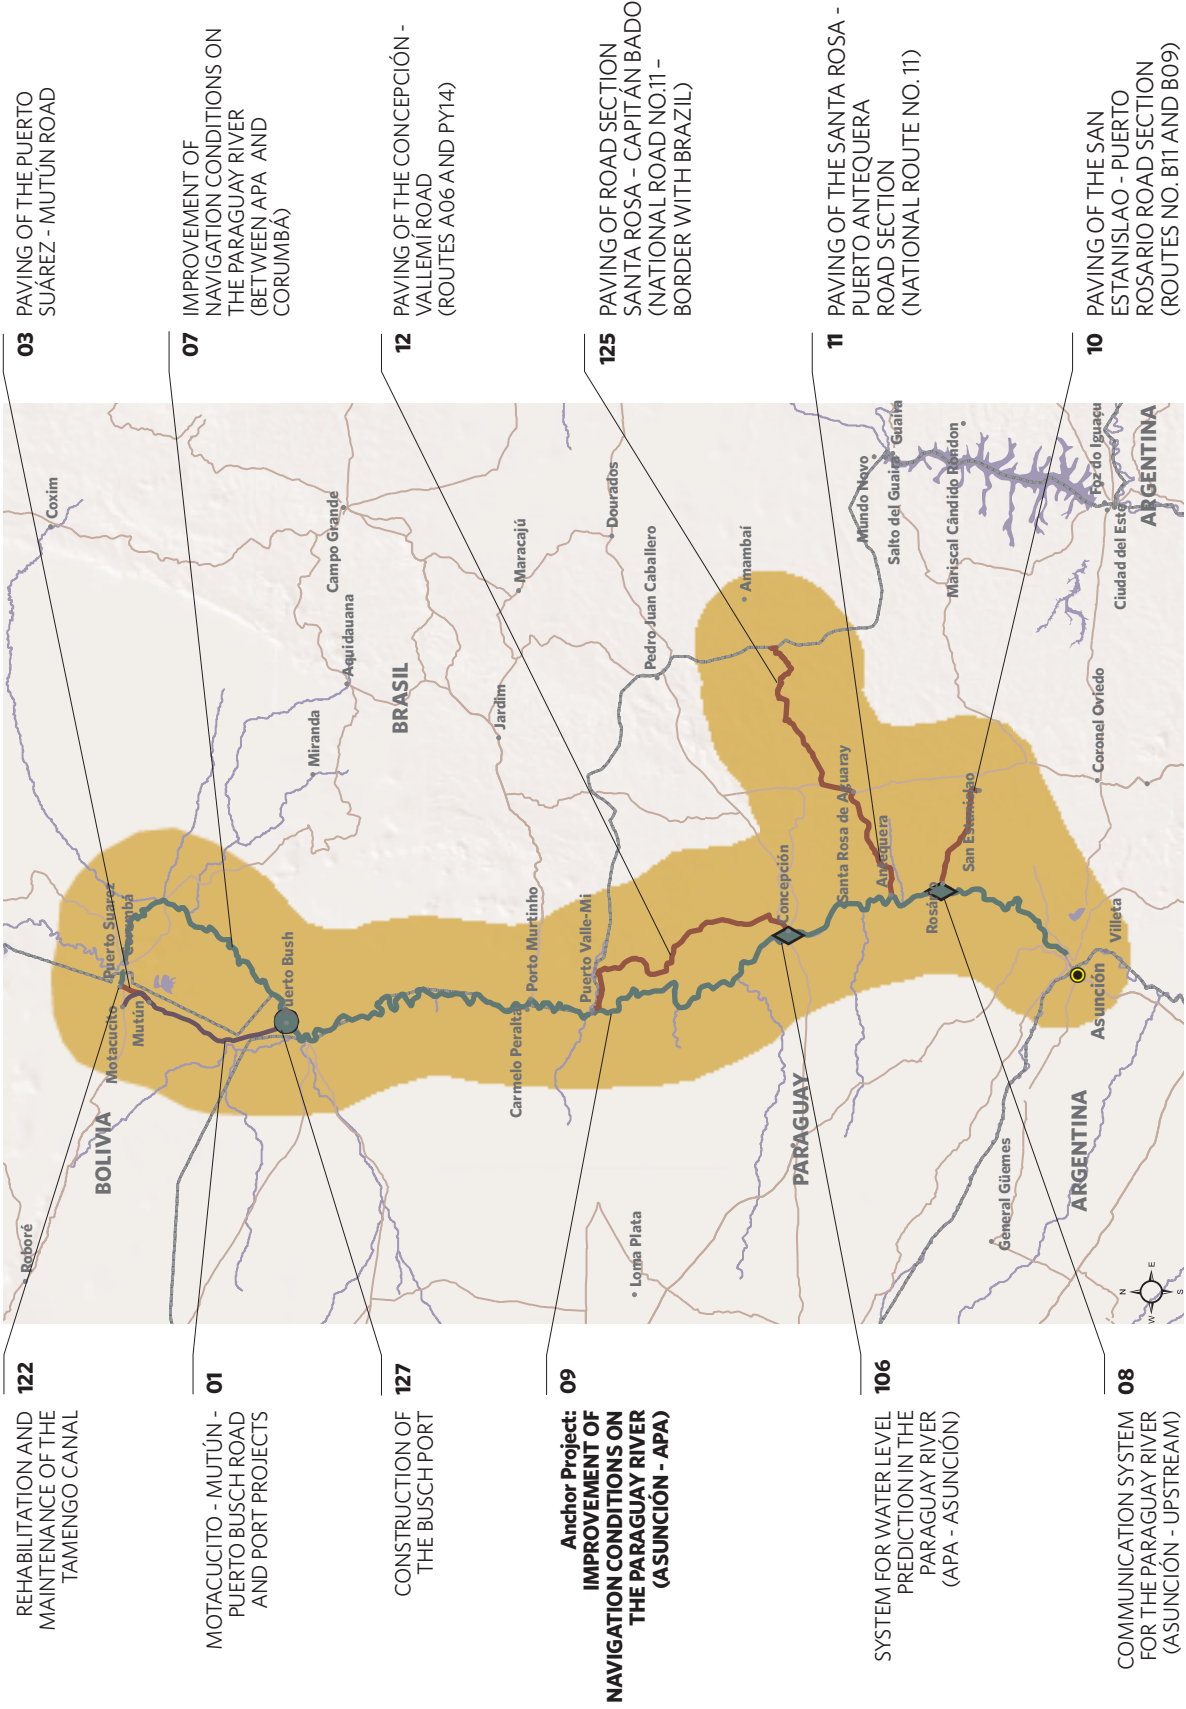 122
REHABILITATION AND
MAINTENANCE OF THE
TAMENGO CANAL
01
MOTACUCITO - MUTÚN -
PUERTO BUSCH ROAD
AND PORT PROJECTS
127
CONSTRUCTION OF
THE BUSCH PORT
09
Anchor Project:
IMPROVEMENT OF
NAVIGATION CONDITIONS ON
THE PARAGUAY RIVER
(ASUNCIÓN - APA)
106
SYSTEM FOR WATER LEVEL
PREDICTION IN THE
PARAGUAY RIVER
(APA - ASUNCIÓN)
08
COMMUNICATION SYSTEM
FOR THE PARAGUAY RIVER
(ASUNCIÓN - UPSTREAM)
Roboré
BOLIVIA
Motacucito
Mutún
Puerto Suarez
Corumbá
Puerto Bush
Coxim
Campo Grande
Aquidauana
Miranda
BRASIL
Jardim
Maracajú
Dourados
Porto Murtinho
Carmelo Peralta
Puerto Valle-Mi
Pedro Juan Caballero
Amambaí
Loma Plata
Concepción
PARAGUAY
Santa Rosa de Aguaray
Antequera
Mundo Novo
Salto del Guaira
Guaíra
Mariscal Cândido Rondon
Rosário
San Estanislao
General Güemes
ARGENTINA
Asunción
Villeta
Coronel Oviedo
Ciudad del Este
Foz do Iguaçu
ARGENTINA
N
E
S
W
03
PAVING OF THE PUERTO
SUÁREZ - MUTÚN ROAD
07
IMPROVEMENT OF
NAVIGATION CONDITIONS ON
THE PARAGUAY RIVER
(BETWEEN APA AND
CORUMBÁ)
12
PAVING OF THE CONCEPCIÓN -
VALLEMÍ ROAD
(ROUTES A06 AND PY14)
125
PAVING OF ROAD SECTION
SANTA ROSA – CAPITÁN BADO
(NATIONAL ROAD NO.11 –
BORDER WITH BRAZIL)
11
PAVING OF THE SANTA ROSA -
PUERTO ANTEQUERA
ROAD SECTION
(NATIONAL ROUTE NO. 11)
10
PAVING OF THE SAN
ESTANISLAO - PUERTO
ROSARIO ROAD SECTION
(ROUTES NO. B11 AND B09)